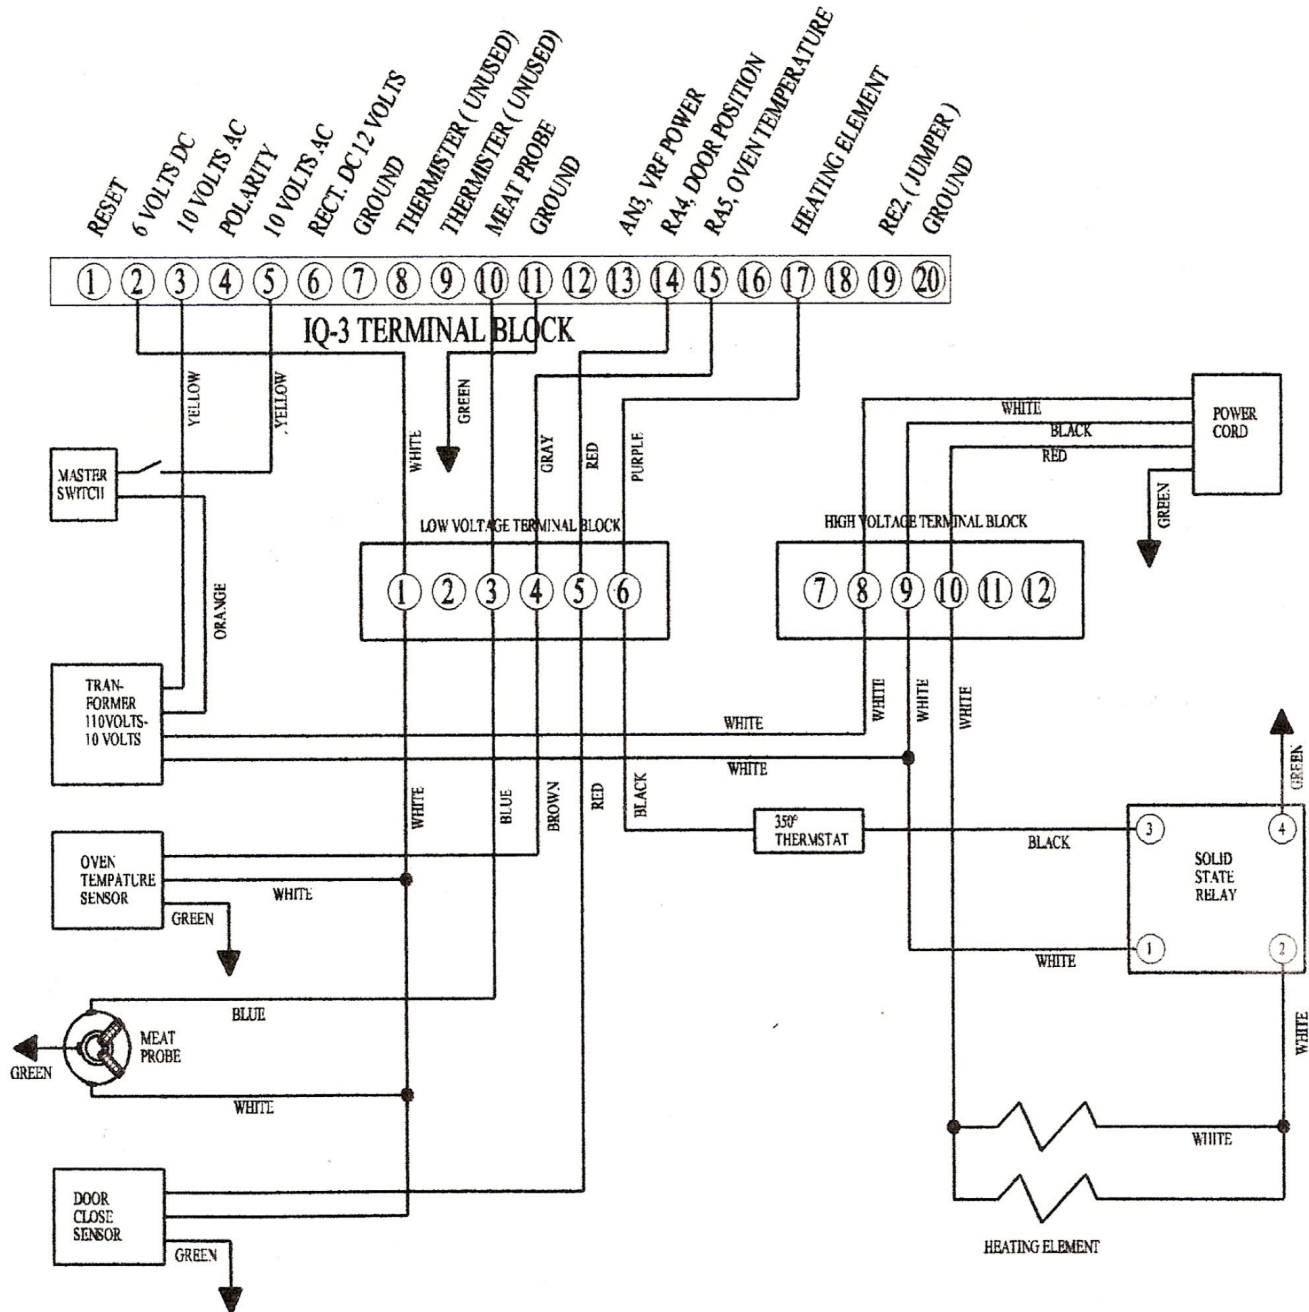 RESET
6 VOLTS DC
10 VOLTS AC
POLARITY
10 VOLTS AC
RECT. DC12 VOLTS
GROUND
THERMISTER ( UNUSED)
THERMISTER ( UNUSED)
MEAT PROBE
GROUND
AN3, VRF POWER
RA4, DOOR POSITION
RA5, OVEN TEMPERATURE
HEATING ELEMENT
RE2, ( JUMPER )
GROUND
1 2 3 4 5 6 7 8 9 10 11 12 13 14 15 16 17 18 19 20
IQ-3 TERMINAL BLOCK
YELLOW
YELLOW
WHITE
GREEN
GRAY
RED
PURPLE
WHITE
BLACK
RED
POWER
CORD
GREEN
MASTER
SWITCH
ORANGE
LOW VOLTAGE TERMINAL BLOCK
1 2 3 4 5 6
HIGH VOLTAGE TERMINAL BLOCK
7 8 9 10 11 12
TRAN-
FORMER
110VOLTS-
10 VOLTS
WHITE
WHITE
WHITE
WHITE
WHITE
WHITE
BLUE
BROWN
RED
BLACK
350°
THERMSTAT
BLACK
GREEN
3
4
SOLID
STATE
RELAY
1
2
WHITE
WHITE
OVEN
TEMPATURE
SENSOR
WHITE
GREEN
BLUE
MEAT
PROBE
GREEN
WHITE
WHITE
DOOR
CLOSE
SENSOR
GREEN
HEATING ELEMENT